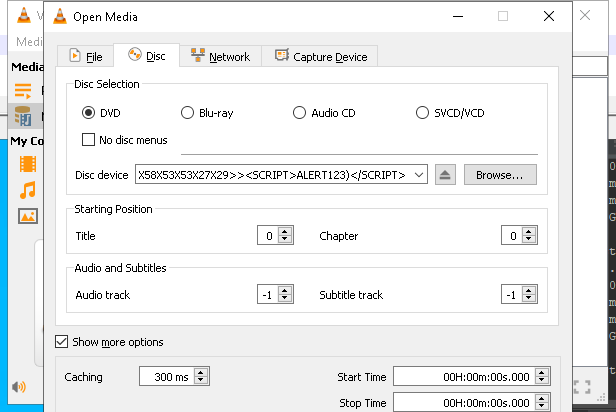 Open Media
V
Medi
File
Disc
Network
Capture Device
Media
My Co
Disc Selection
DVD
Blu-ray
Audio CD
SVCD/VCD
No disc menus
Disc device
X58X53X53X27X29>><SCRIPT>ALERT123)</SCRIPT>
Browse...
Starting Position
Title
0
Chapter
0
Audio and Subtitles
Audio track
-1
Subtitle track
-1
Show more options
Caching
300 ms
Start Time
00H:00m:00s.000
Stop Time
00H:00m:00s.000